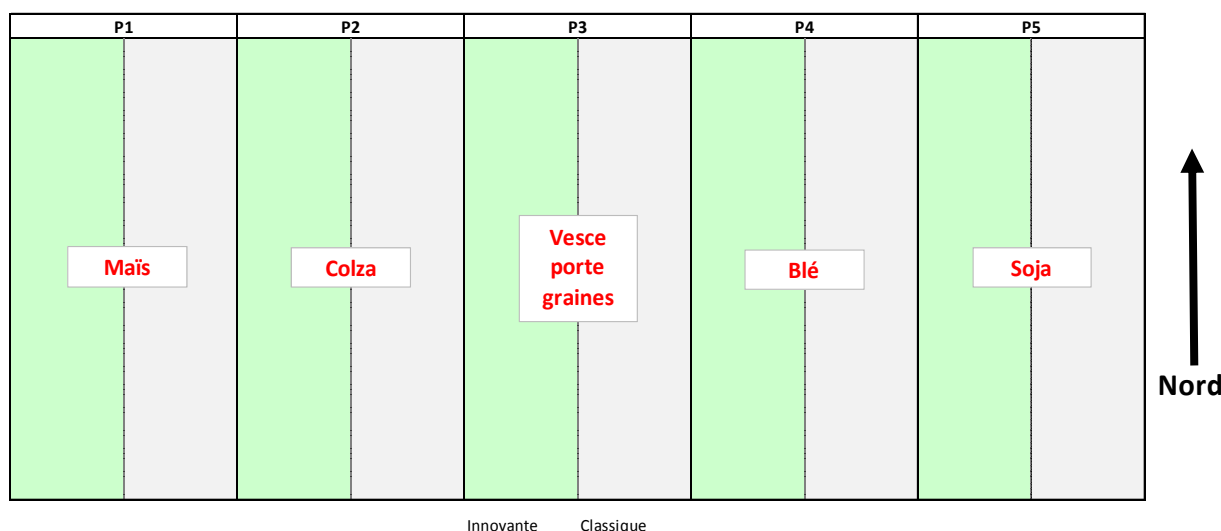 P1 P2 P3 P4 P5
Maïs
Colza
Vesce
porte
graines
Blé
Soja
Nord
Innovante Classique